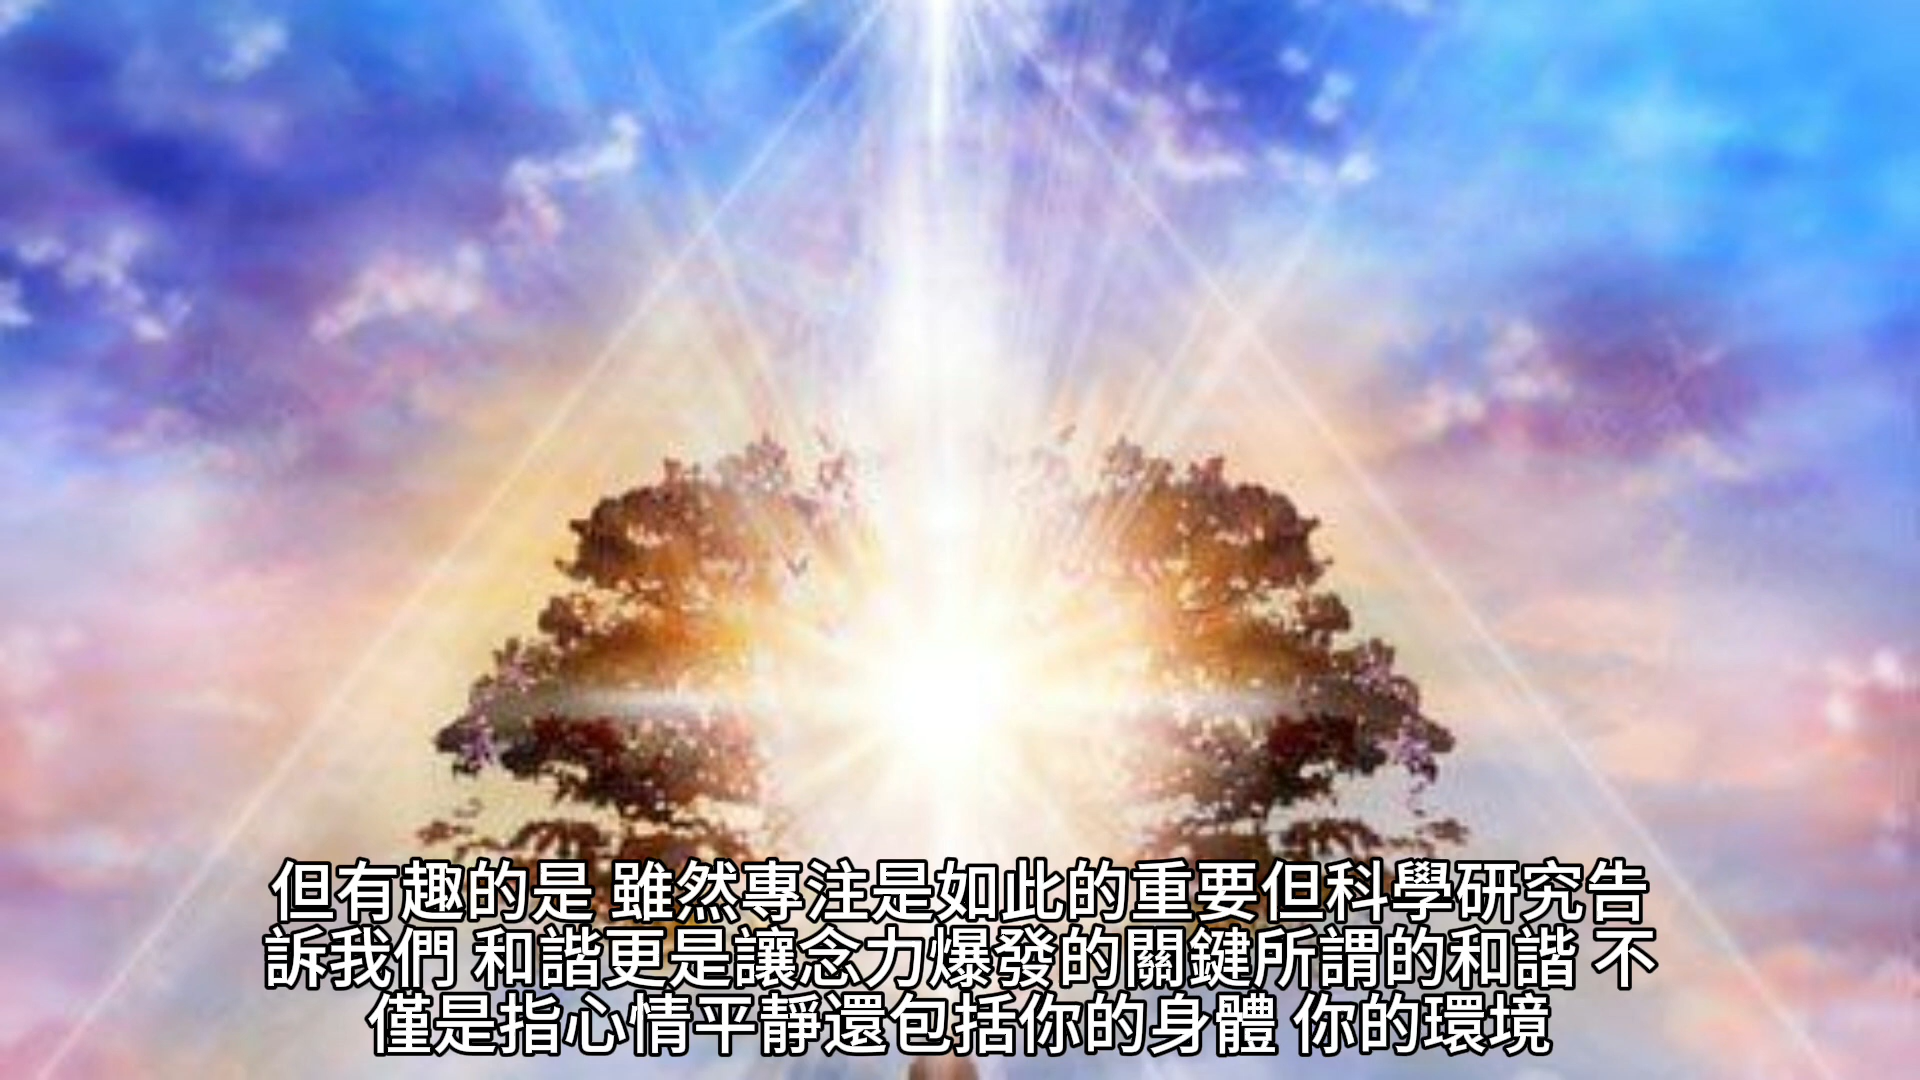 但有趣的是 雖然專注是如此的重要但科學研究告
訴我們 和諧更是讓念力爆發的關鍵所謂的和諧 不
僅是指心情平靜還包括你的身體 你的環境